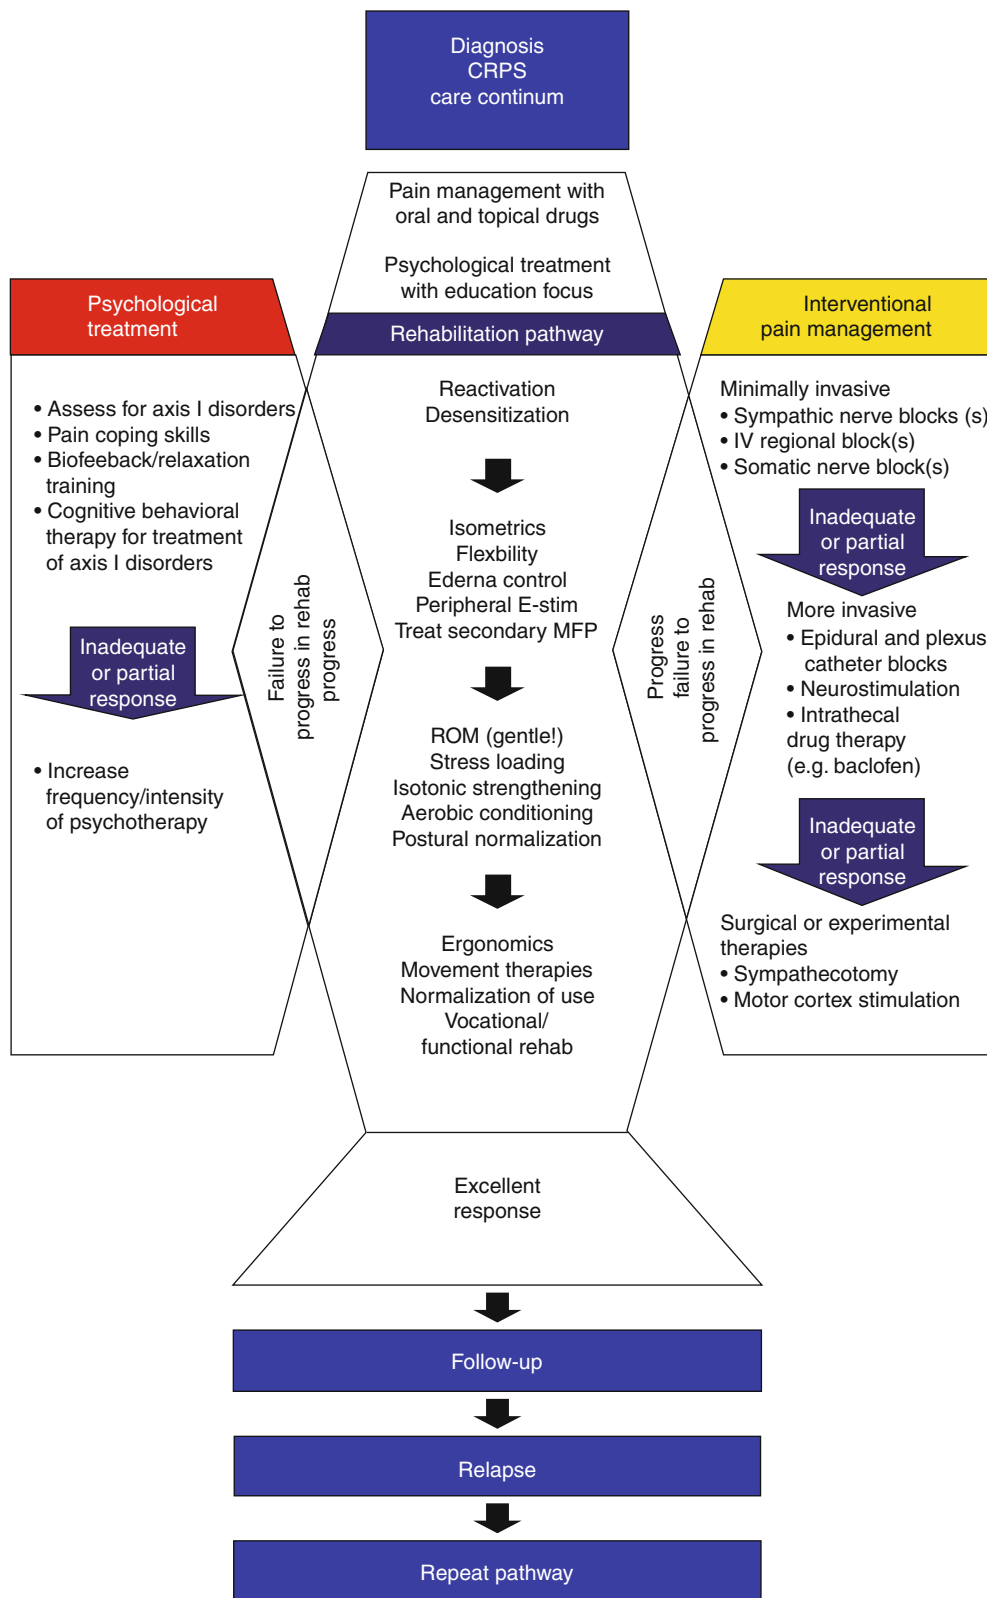 Diagnosis
CRPS
care continum
Pain management with
oral and topical drugs
Psychological treatment
with education focus
Rehabilitation pathway
Psychological
treatment
• Assess for axis I disorders
• Pain coping skills
• Biofeeback/relaxation
training
• Cognitive behavioral
therapy for treatment
of axis I disorders
Inadequate
or partial
response
• Increase
frequency/intensity
of psychotherapy
Failure to
progress in rehab
progress
Reactivation
Desensitization
Isometrics
Flexbility
Ederna control
Peripheral E-stim
Treat secondary MFP
ROM (gentle!)
Stress loading
Isotonic strengthening
Aerobic conditioning
Postural normalization
Ergonomics
Movement therapies
Normalization of use
Vocational/
functional rehab
Progress
failure to
progress in rehab
Interventional
pain management
Minimally invasive
• Sympathic nerve blocks (s)
• IV regional block(s)
• Somatic nerve block(s)
Inadequate
or partial
response
More invasive
• Epidural and plexus
catheter blocks
• Neurostimulation
• Intrathecal
drug therapy
(e.g. baclofen)
Inadequate
or partial
response
Surgical or experimental
therapies
• Sympathecotomy
• Motor cortex stimulation
Excellent
response
Follow-up
Relapse
Repeat pathway